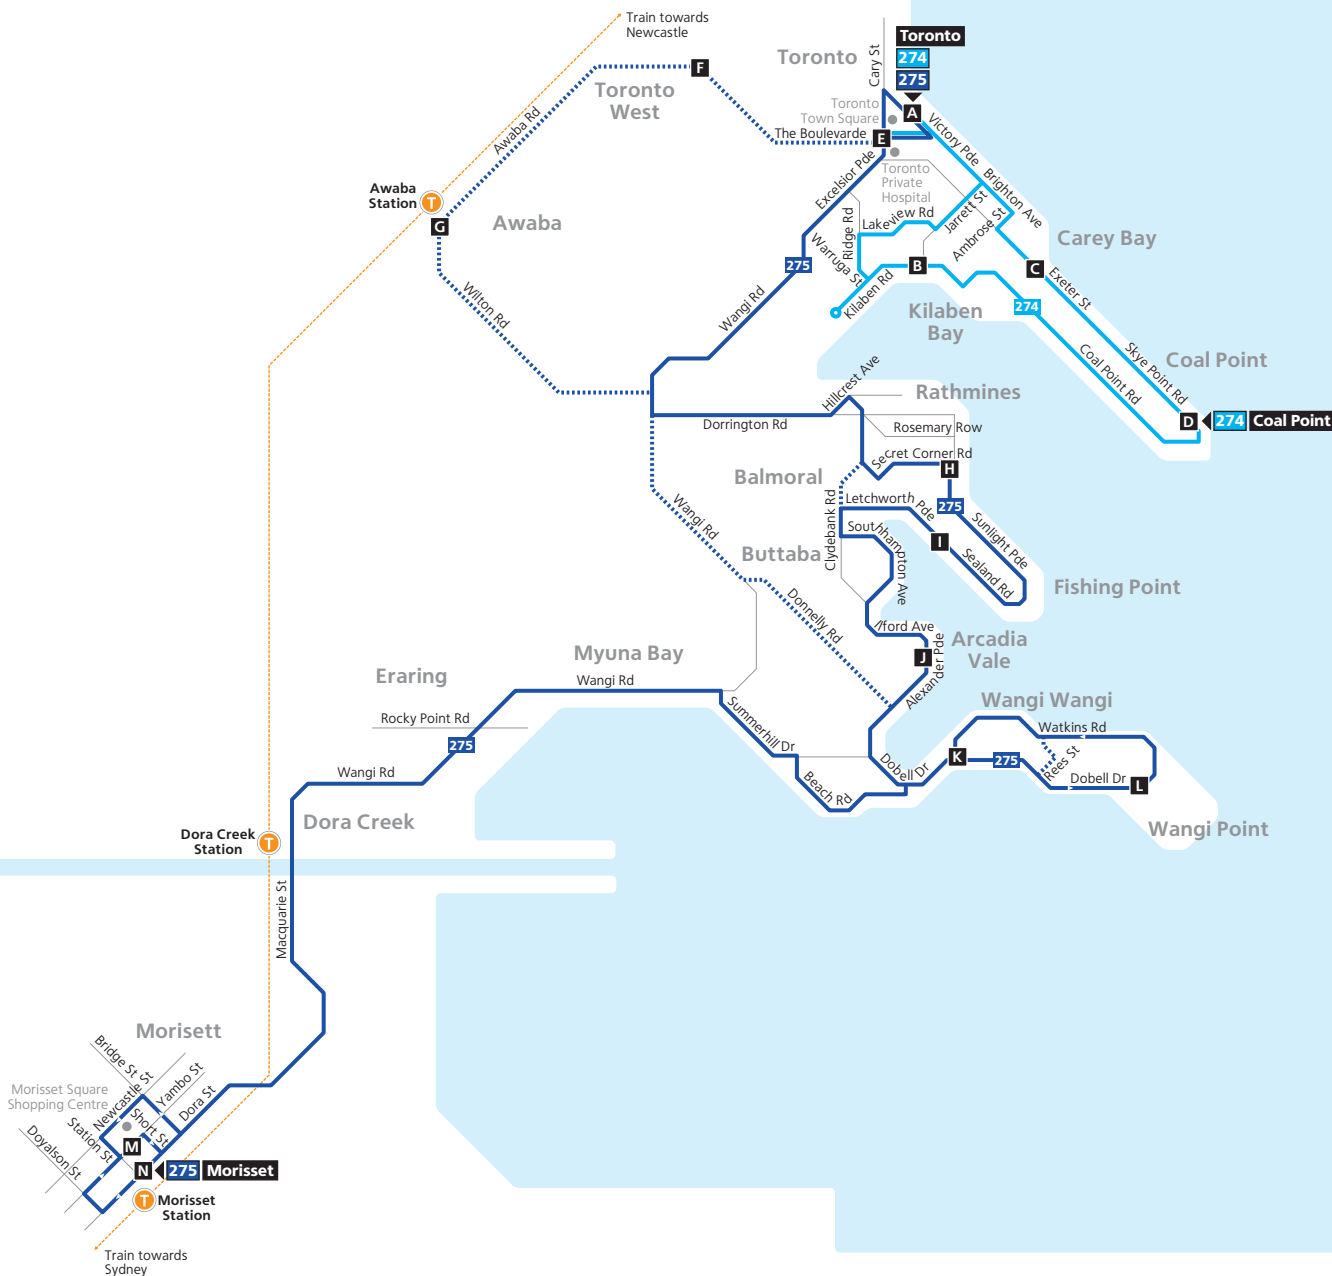 Train towards
Newcastle
Toronto
274
275
Cary St
Toronto
F
Toronto
West
Toronto
Town Square
A
The Boulevarde
E
Victory Pde
Awaba Rd
Toronto
Private
Hospital
Excelsior Pde
Brighton Ave
Awaba
Station
T
G
Awaba
Lakeview Rd
Jarrett St
Ridge Rd
Ambrose St
Carey Bay
Warruga St
275
B
C
Exeter St
Kilaben Rd
Kilaben
Bay
274
Wilton Rd
Wangi Rd
Skye Point Rd
Coal Point
Coal Point Rd
Hillcrest Ave
Rathmines
Dorrington Rd
Rosemary Row
D
274
Coal Point
Secret Corner Rd
H
Balmoral
Letchworth Pde
275
Clydebank Rd
Wangi Rd
Southhampton Ave
I
Sunlight Pde
Buttaba
Sealand Rd
Fishing Point
Donnelly Rd
Ilford Ave
Arcadia
Vale
J
Alexander Pde
Myuna Bay
Eraring
Wangi Rd
Wangi Wangi
Rocky Point Rd
Summerhill Dr
Watkins Rd
275
K
275
Rees St
Wangi Rd
Dobell Dr
Dobell Dr
L
Beach Rd
Dora Creek
Wangi Point
Dora Creek
Station
T
Macquarie St
Morisett
Bridge St
Newcastle St
Yambo St
Morisset Square
Shopping Centre
Dora St
Short St
Station St
Doyalson St
M
N
275
Morisset
T
Morisset
Station
Train towards
Sydney